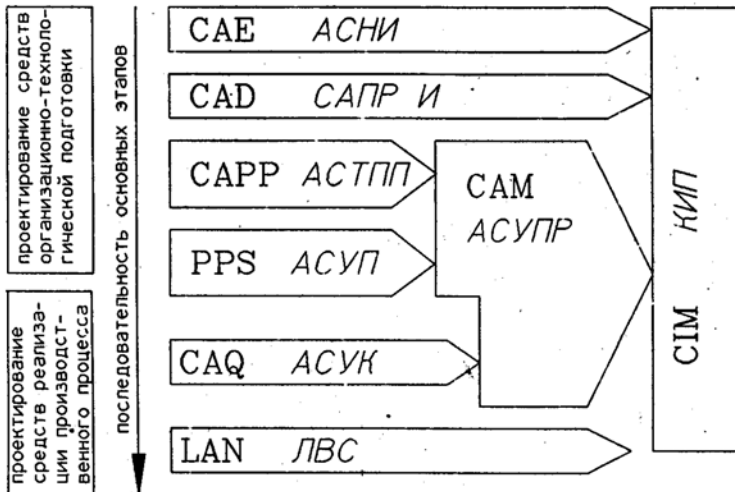 проектирование средств
организационно-техноло-
гической подготовки
проектирование
средств реализа-
ции производст-
венного процесса
последовательность основных этапов
CAE АСНИ
CAD САПР И
CAPP АСТПП
PPS АСУП
CAQ АСУК
LAN ЛВС
CAM
АСУПР
CIM КИП